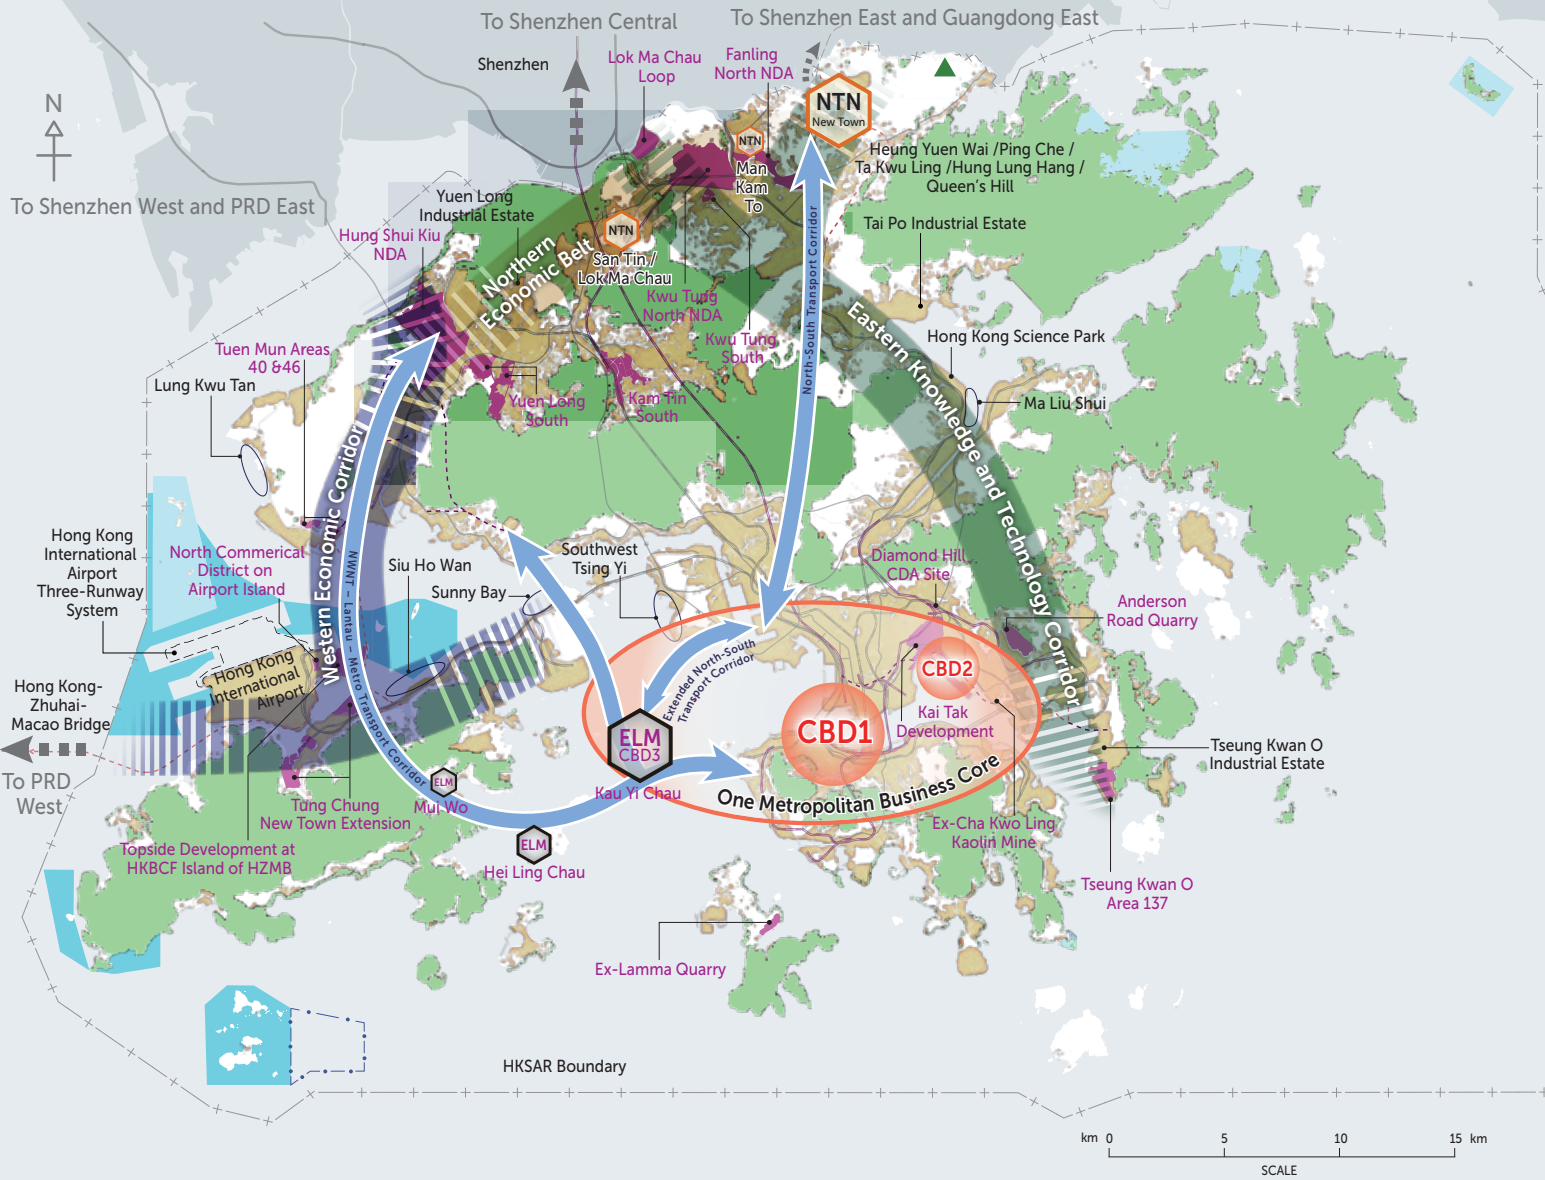 To Shenzhen Central
To Shenzhen East and Guangdong East
Shenzhen
Lok Ma Chau
Loop
Fanling
North NDA
N
NTN
New Town
NTN
Man
Kam
To
Heung Yuen Wai /Ping Che /
Ta Kwu Ling /Hung Lung Hang /
Queen's Hill
To Shenzhen West and PRD East
Yuen Long
Industrial Estate
Hung Shui Kiu
NDA
NTN
San Tin /
Lok Ma Chau
Northern
Economic Belt
Tai Po Industrial Estate
Kwu Tung
North NDA
Kwu Tung
South
North-South Transport Corridor
Eastern Knowledge and Technology Corridor
Hong Kong Science Park
Ma Liu Shui
Tuen Mun Areas
40 &46
Lung Kwu Tan
Yuen Long
South
Kam Tin
South
Western Economic Corridor
NWNT – Lantau – Metro Transport Corridor
Hong Kong
International
Airport
Three-Runway
System
North Commerical
District on
Airport Island
Siu Ho Wan
Sunny Bay
Southwest
Tsing Yi
Diamond Hill
CDA Site
Anderson
Road Quarry
Hong Kong
International
Airport
Hong Kong-
Zhuhai-
Macao Bridge
To PRD
West
Extended North-South
Transport Corridor
ELM
CBD3
Kau Yi Chau
CBD1
CBD2
Kai Tak
Development
One Metropolitan Business Core
Tseung Kwan O
Industrial Estate
ELM
Mui Wo
Tung Chung
New Town Extension
ELM
Hei Ling Chau
Topside Development at
HKBCF Island of HZMB
Ex-Cha Kwo Ling
Kaolin Mine
Tseung Kwan O
Area 137
Ex-Lamma Quarry
HKSAR Boundary
km 0 5 10 15 km
SCALE